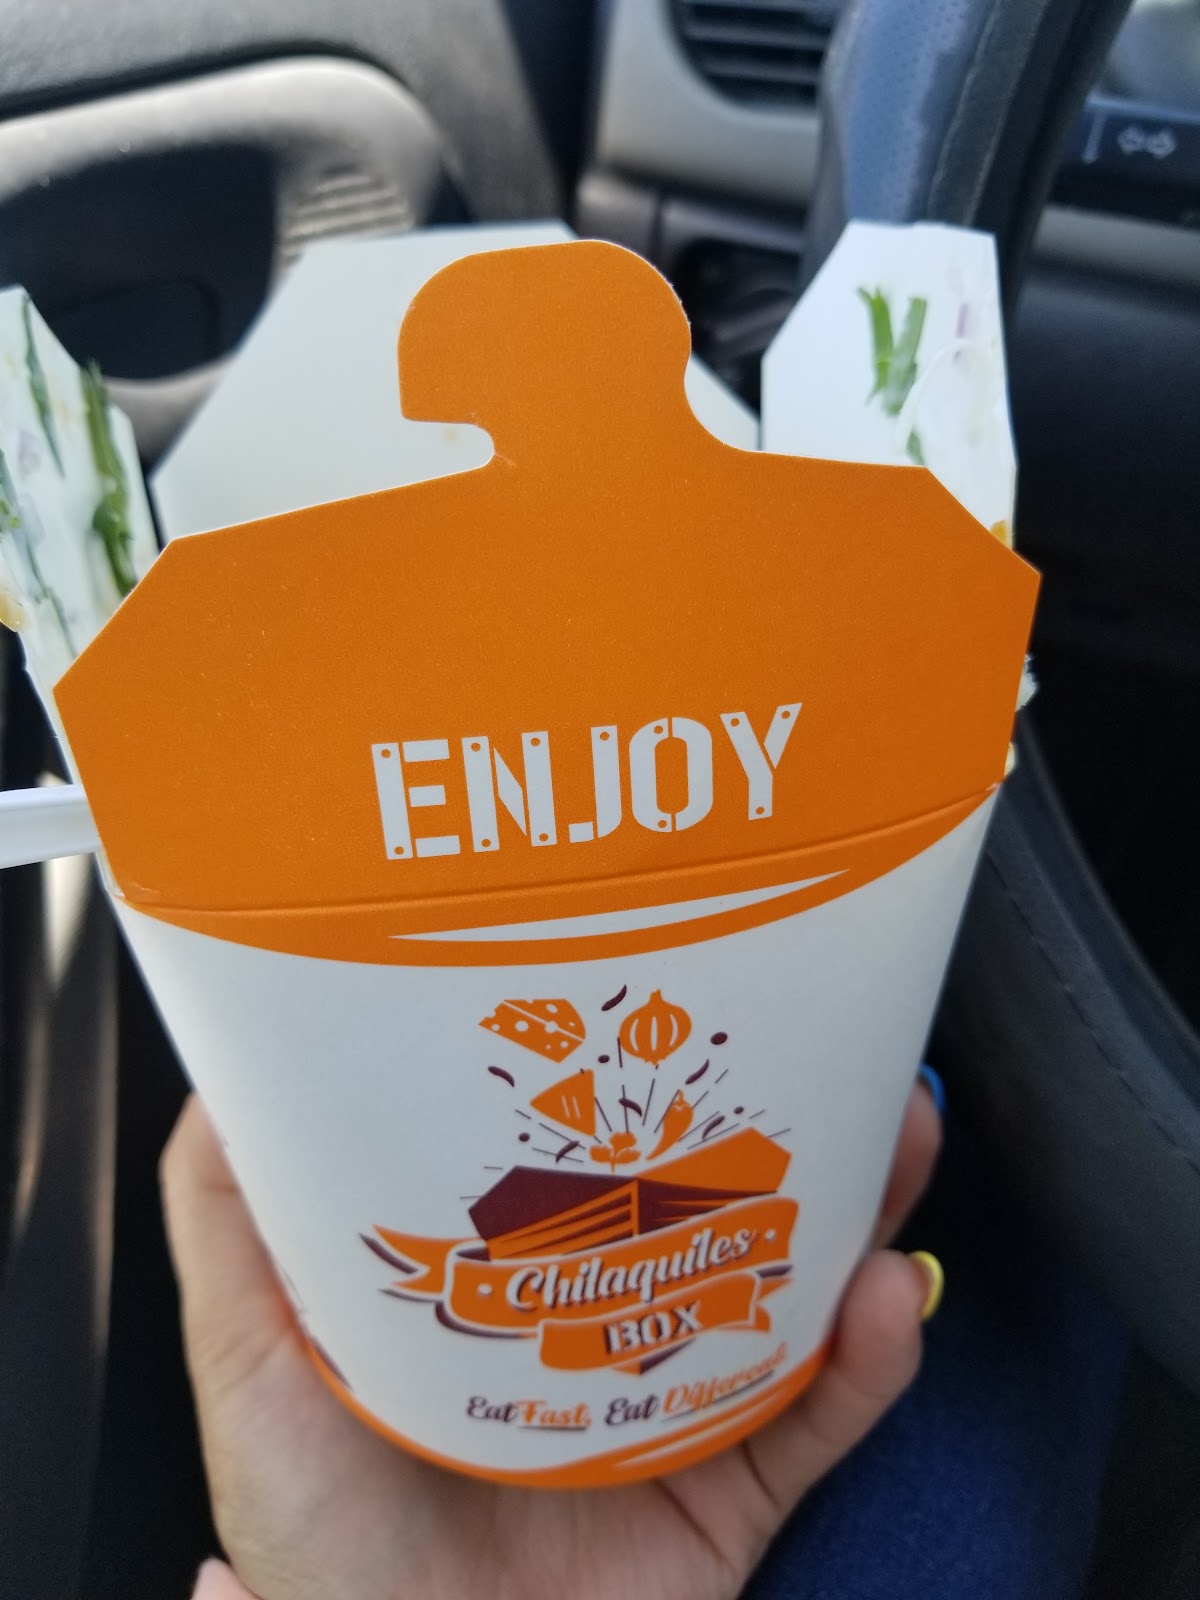 ENJOY
Chilaquiles
BOX
Eat Fast, Eat Different